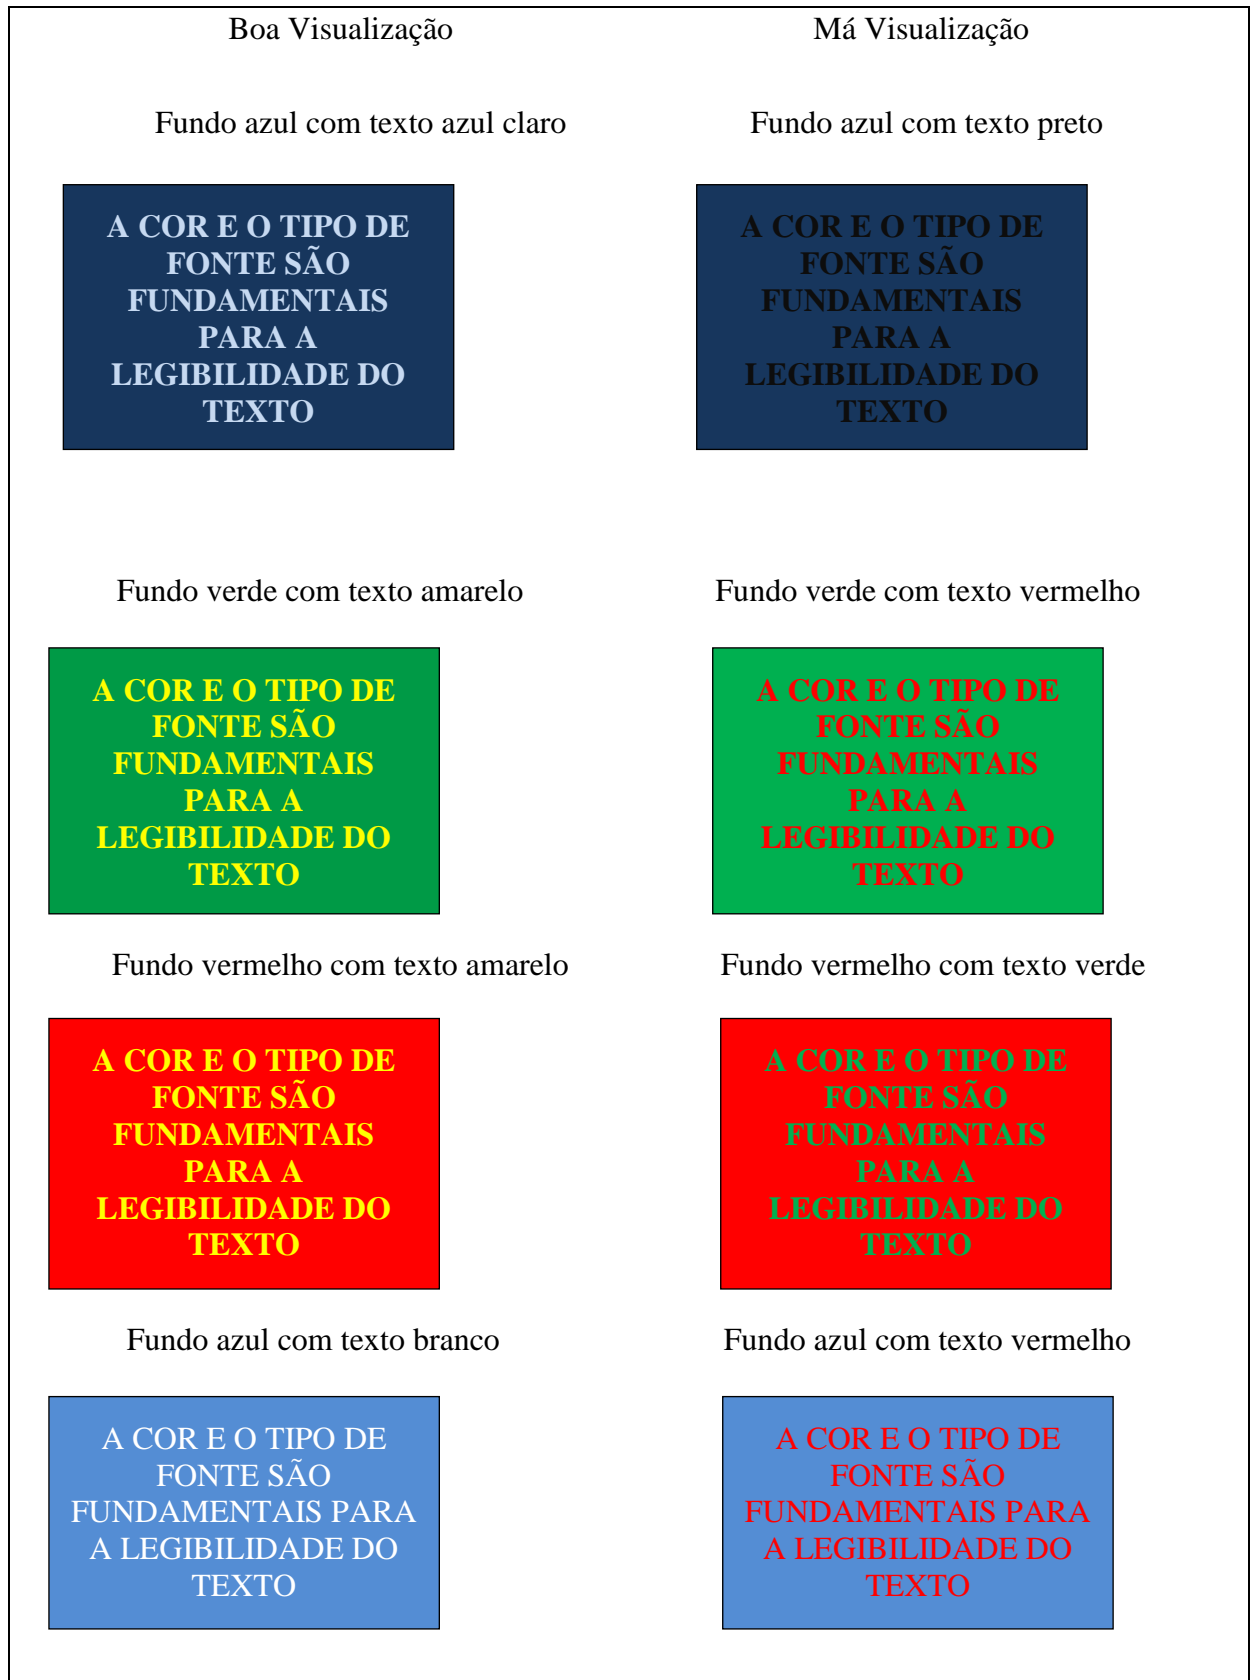 Boa Visualização
Má Visualização
Fundo azul com texto azul claro
Fundo azul com texto preto
A COR E O TIPO DE
FONTE SÃO
FUNDAMENTAIS
PARA A
LEGIBILIDADE DO
TEXTO
A COR E O TIPO DE
FONTE SÃO
FUNDAMENTAIS
PARA A
LEGIBILIDADE DO
TEXTO
Fundo verde com texto amarelo
Fundo verde com texto vermelho
A COR E O TIPO DE
FONTE SÃO
FUNDAMENTAIS
PARA A
LEGIBILIDADE DO
TEXTO
A COR E O TIPO DE
FONTE SÃO
FUNDAMENTAIS
PARA A
LEGIBILIDADE DO
TEXTO
Fundo vermelho com texto amarelo
Fundo vermelho com texto verde
A COR E O TIPO DE
FONTE SÃO
FUNDAMENTAIS
PARA A
LEGIBILIDADE DO
TEXTO
A COR E O TIPO DE
FONTE SÃO
FUNDAMENTAIS
PARA A
LEGIBILIDADE DO
TEXTO
Fundo azul com texto branco
Fundo azul com texto vermelho
A COR E O TIPO DE
FONTE SÃO
FUNDAMENTAIS PARA
A LEGIBILIDADE DO
TEXTO
A COR E O TIPO DE
FONTE SÃO
FUNDAMENTAIS PARA
A LEGIBILIDADE DO
TEXTO